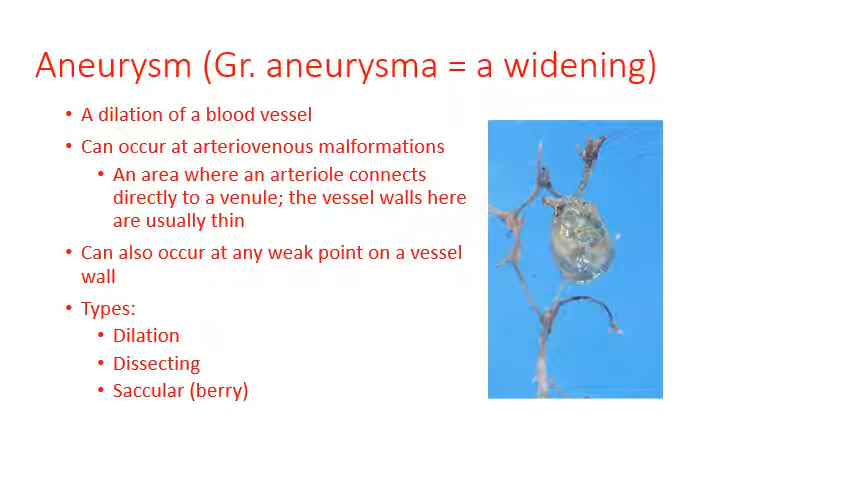 Aneurysm (Gr. aneurysma = a widening)
• A dilation of a blood vessel
• Can occur at arteriovenous malformations
• An area where an arteriole connects
directly to a venule; the vessel walls here
are usually thin
• Can also occur at any weak point on a vessel
wall
• Types:
• Dilation
• Dissecting
• Saccular (berry)